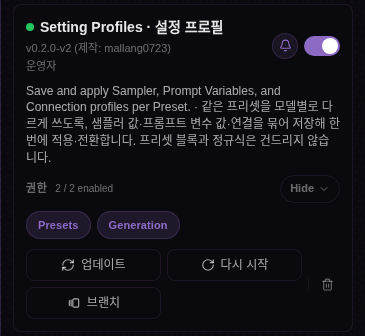 Setting Profiles · 설정 프로필
v0.2.0-v2 (제작: mallang0723)
운영자
Save and apply Sampler, Prompt Variables, and
Connection profiles per Preset. · 같은 프리셋을 모델별로 다
르게 쓰도록, 샘플러 값·프롬프트 변수 값·연결을 묶어 저장해 한
번에 적용·전환합니다. 프리셋 블록과 정규식은 건드리지 않습
니다.
권한 2 / 2 enabled
Hide
Presets Generation
업데이트 다시 시작
브랜치